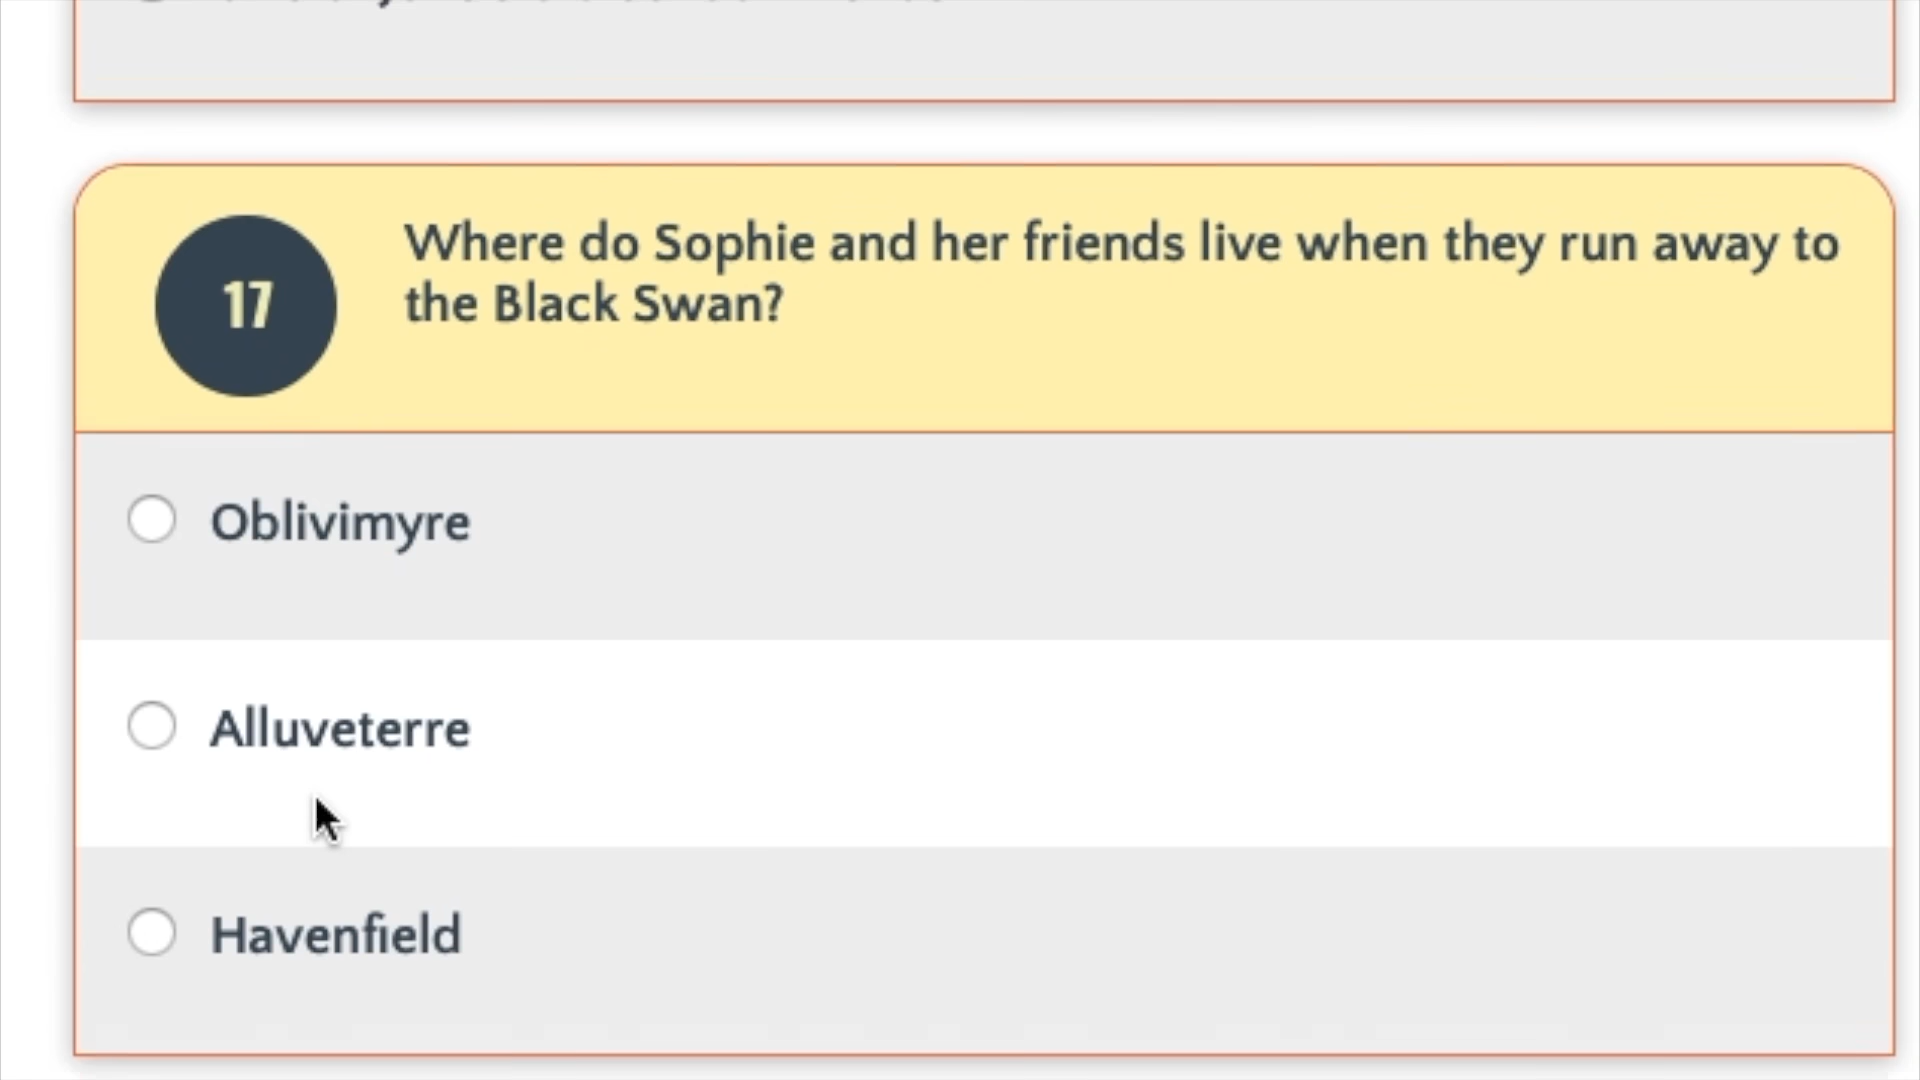 17
Where do Sophie and her friends live when they run away to
the Black Swan?
Oblivimyre
Alluveterre
Havenfield